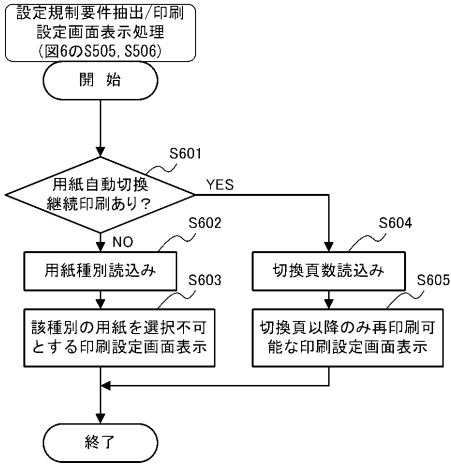 設定規制要件抽出/印刷
設定画面表示処理
(図6のS505, S506)
開 始
S601
用紙自動切換
継続印刷あり?
YES
NO
S602
用紙種別読込み
S603
該種別の用紙を選択不可
とする印刷設定画面表示
S604
切換頁数読込み
S605
切換頁以降のみ再印刷可
能な印刷設定画面表示
終了